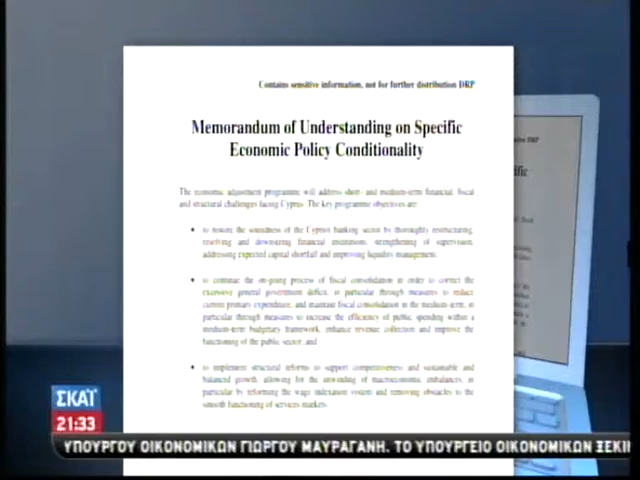 Contains sensitive information, not for further distribution DRP
Memorandum of Understanding on Specific
Economic Policy Conditionality
The economic adjustment programme will address short- and medium-term financial, fiscal
and structural challenges facing Cyprus. The key programme objectives are:
• to restore the soundness of the Cypriot banking sector by thoroughly restructuring,
resolving and downsizing financial institutions, strengthening of supervision,
addressing expected capital shortfall and improving liquidity management;
• to continue the on-going process of fiscal consolidation in order to correct the
excessive general government deficit, in particular through measures to reduce
current primary expenditure, and maintain fiscal consolidation in the medium-term, in
particular through measures to increase the efficiency of public spending within a
medium-term budgetary framework, enhance revenue collection and improve the
functioning of the public sector; and
• to implement structural reforms to support competitiveness and sustainable and
balanced growth, allowing for the unwinding of macroeconomic imbalances, in
particular by reforming the wage indexation system and removing obstacles to the
smooth functioning of services markets.
ΣΚΑΪ
21:33
ΥΠΟΥΡΓΟΥ ΟΙΚΟΝΟΜΙΚΩΝ ΓΙΩΡΓΟΥ ΜΑΥΡΑΓΑΝΗ. ΤΟ ΥΠΟΥΡΓΕΙΟ ΟΙΚΟΝΟΜΙΚΩΝ ΞΕΚΙΝ